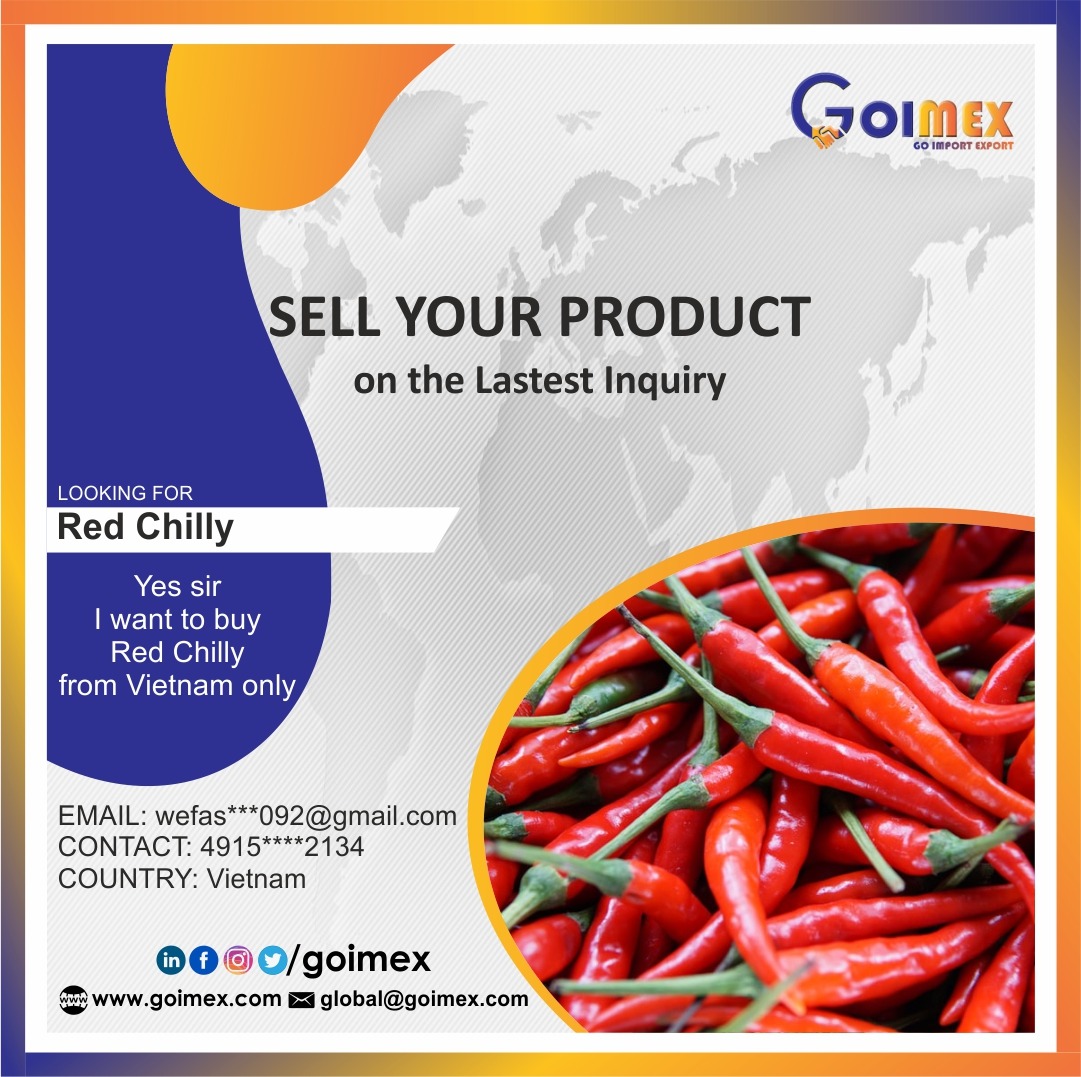 GOIMEX
GO IMPORT EXPORT
SELL YOUR PRODUCT
on the Lastest Inquiry
LOOKING FOR
Red Chilly
Yes sir
I want to buy
Red Chilly
from Vietnam only
EMAIL: wefas***092@gmail.com
CONTACT: 4915****2134
COUNTRY: Vietnam
/goimex
www.goimex.com global@goimex.com